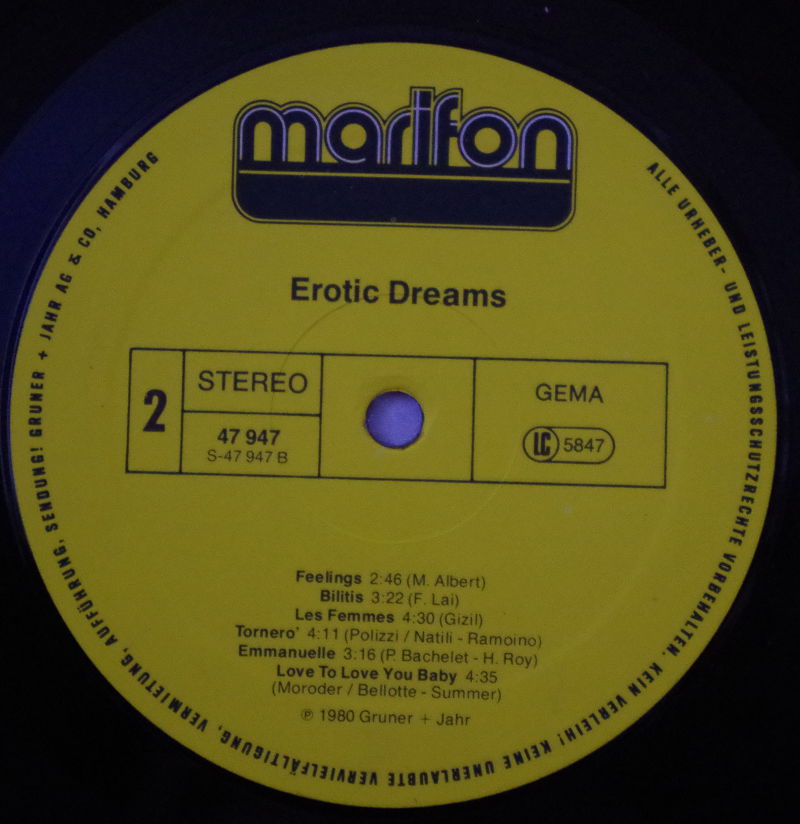 marifon
Erotic Dreams
2
STEREO
47 947
S-47 947 B
GEMA
LC 5847
Feelings 2:46 (M. Albert)
Bilitis 3:22 (F. Lai)
Les Femmes 4:30 (Gizil)
Tornero' 4:11 (Polizzi / Natili - Ramoino)
Emmanuelle 3:16 (P. Bachelet - H. Roy)
Love To Love You Baby 4:35
(Moroder / Bellotte - Summer)
℗ 1980 Gruner + Jahr
ALLE URHEBER- UND LEISTUNGSSCHUTZRECHTE VORBEHALTEN. KEIN VERLEIH! KEINE UNERLAUBTE VERVIELFÄLTIGUNG, VERMIETUNG, AUFFÜHRUNG, SENDUNG! GRUNER + JAHR AG & CO, HAMBURG